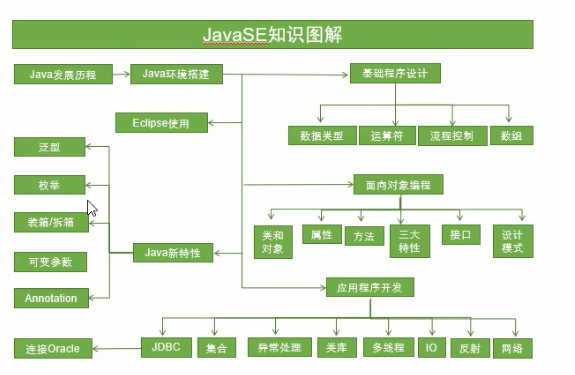 JavaSE知识图解
Java发展历程
Java环境搭建
基础程序设计
Eclipse使用
数据类型
运算符
流程控制
数组
泛型
枚举
面向对象编程
装箱/拆箱
类和
对象
属性
方法
三大
特性
接口
设计
模式
Java新特性
可变参数
应用程序开发
Annotation
连接Oracle
JDBC
集合
异常处理
类库
多线程
IO
反射
网络